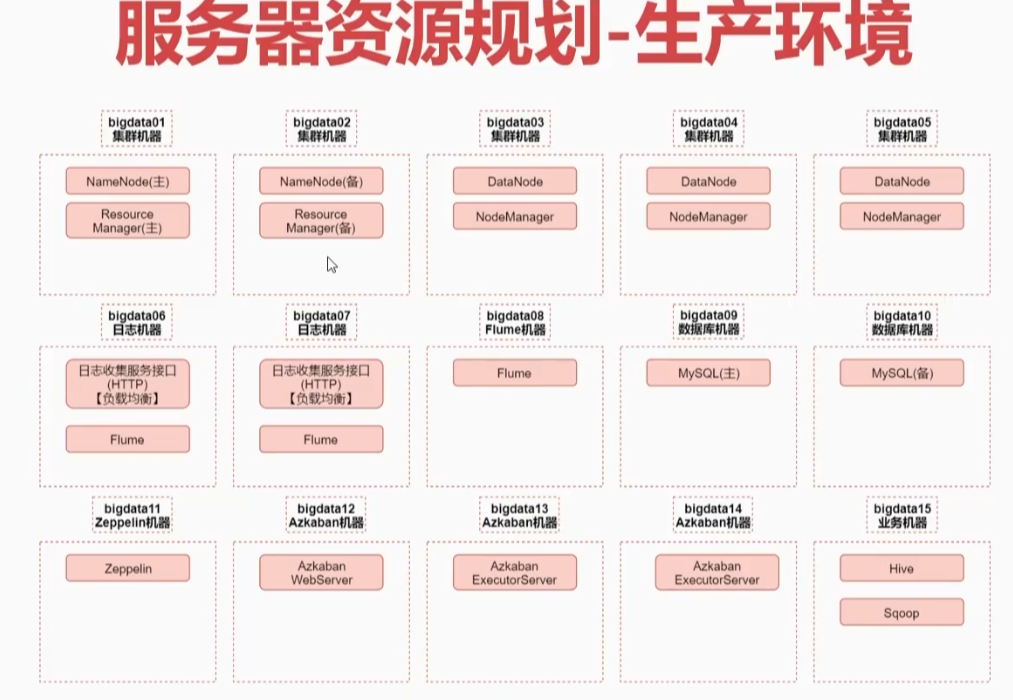 服务器资源规划-生产环境
bigdata01
集群机器
NameNode(主)
Resource
Manager(主)
bigdata02
集群机器
NameNode(备)
Resource
Manager(备)
bigdata03
集群机器
DataNode
NodeManager
bigdata04
集群机器
DataNode
NodeManager
bigdata05
集群机器
DataNode
NodeManager
bigdata06
日志机器
日志收集服务接口
(HTTP)
【负载均衡】
Flume
bigdata07
日志机器
日志收集服务接口
(HTTP)
【负载均衡】
Flume
bigdata08
Flume机器
Flume
bigdata09
数据库机器
MySQL(主)
bigdata10
数据库机器
MySQL(备)
bigdata11
Zeppelin机器
Zeppelin
bigdata12
Azkaban机器
Azkaban
WebServer
bigdata13
Azkaban机器
Azkaban
ExecutorServer
bigdata14
Azkaban机器
Azkaban
ExecutorServer
bigdata15
业务机器
Hive
Sqoop